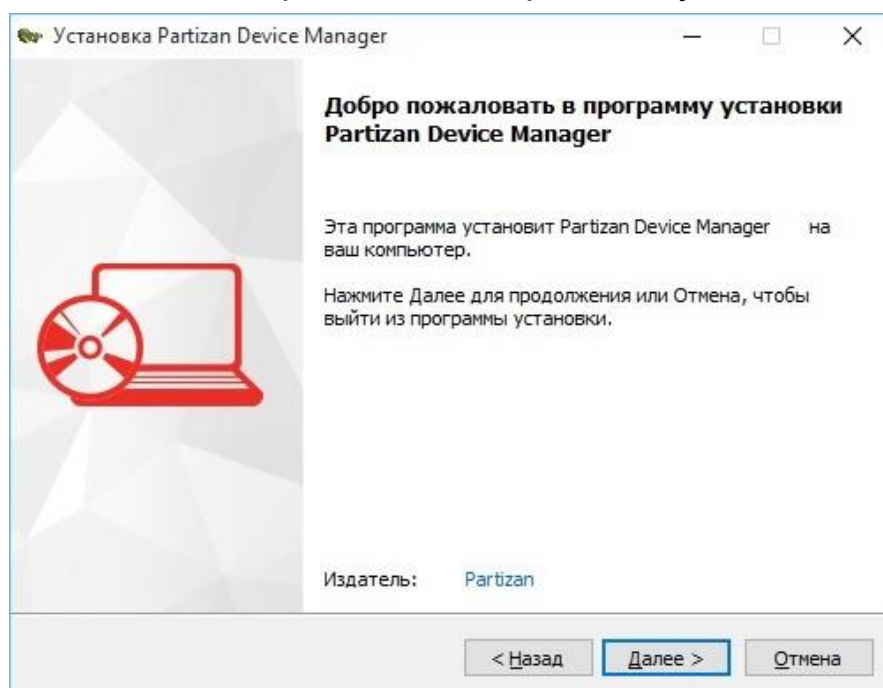 Установка Partizan Device Manager
Добро пожаловать в программу установки
Partizan Device Manager
Эта программа установит Partizan Device Manager на
ваш компьютер.
Нажмите Далее для продолжения или Отмена, чтобы
выйти из программы установки.
Издатель: Partizan
< Назад Далее > Отмена